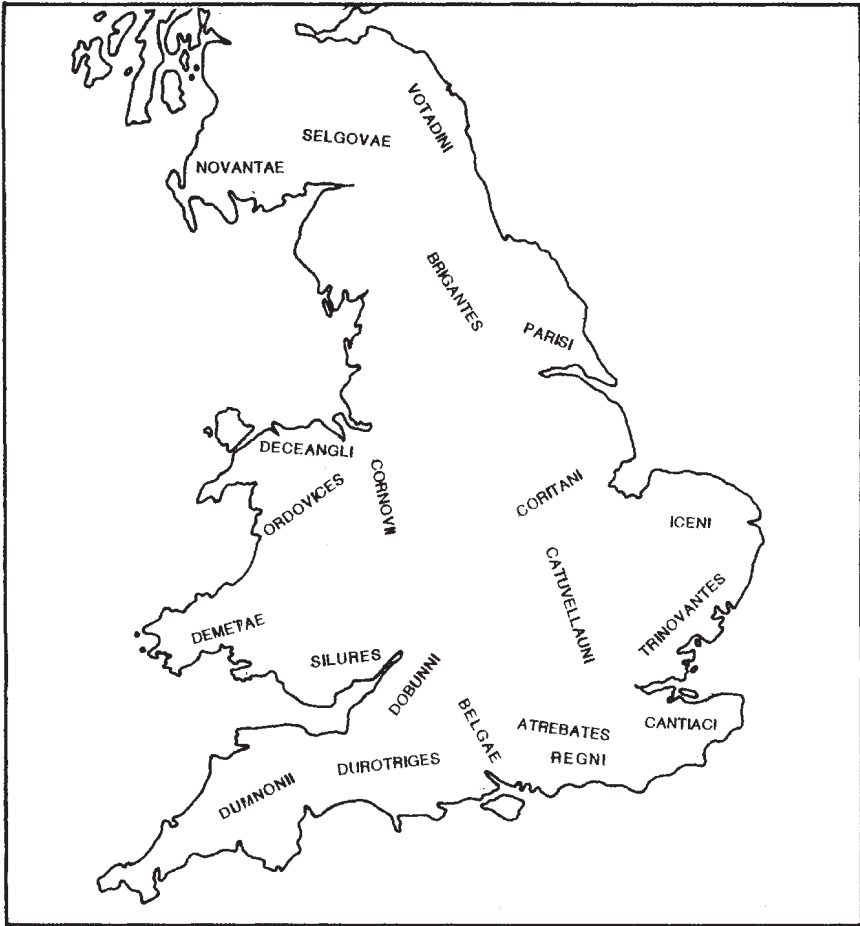 VOTADINI
SELGOVAE
NOVANTAE
BRIGANTES
PARISI
DECEANGLI
ORDOVICES
CORNOVII
CORITANI
ICENI
CATUVELLAUNI
TRINOVANTES
DEMETAE
SILURES
DOBUNNI
BELGAE
ATREBATES
CANTIACI
REGNI
DUROTRIGES
DUMNONII